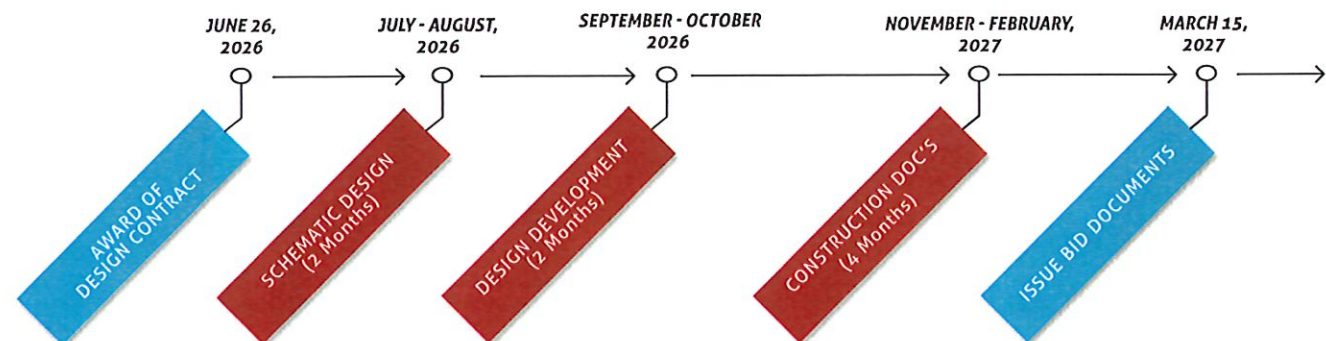 JUNE 26,
2026
JULY - AUGUST,
2026
SEPTEMBER - OCTOBER
2026
NOVEMBER - FEBRUARY,
2027
MARCH 15,
2027
AWARD OF
DESIGN CONTRACT
SCHEMATIC DESIGN
(2 Months)
DESIGN DEVELOPMENT
(2 Months)
CONSTRUCTION DOC'S
(4 Months)
ISSUE BID DOCUMENTS